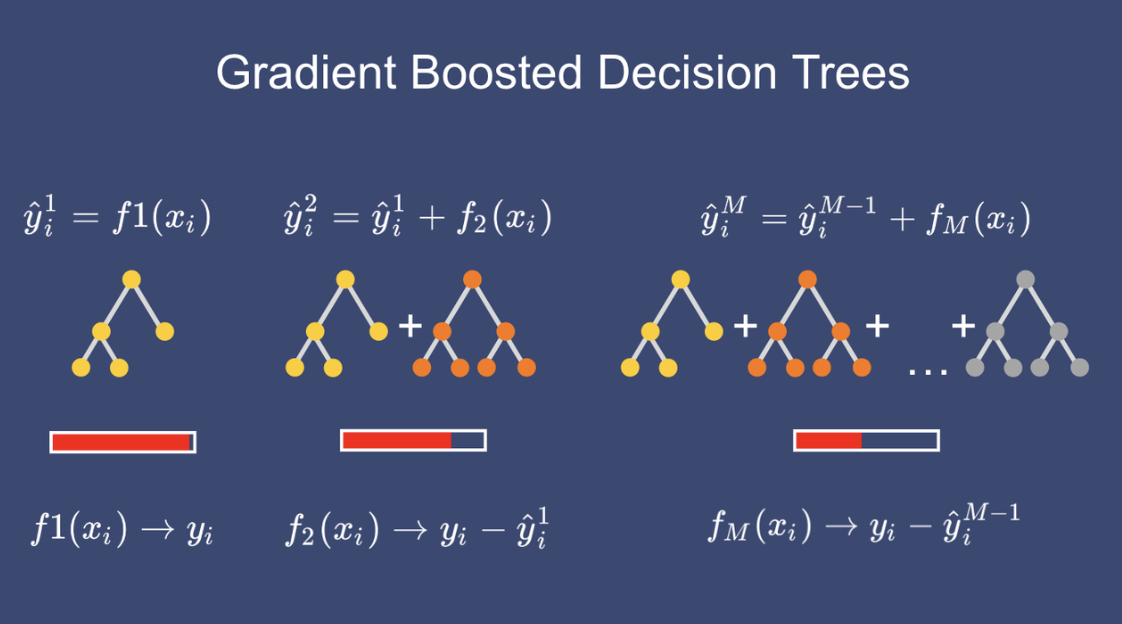 Gradient Boosted Decision Trees
ŷ_i^1 = f1(x_i)
ŷ_i^2 = ŷ_i^1 + f_2(x_i)
ŷ_i^M = ŷ_i^{M−1} + f_M(x_i)
+
+
+
...
+
f1(x_i) → y_i
f_2(x_i) → y_i − ŷ_i^1
f_M(x_i) → y_i − ŷ_i^{M−1}